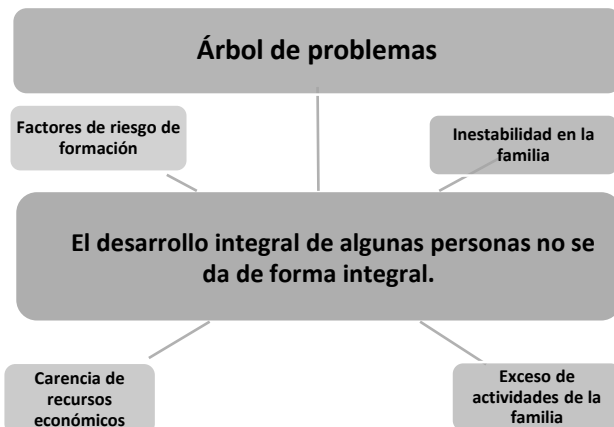 Árbol de problemas
Factores de riesgo de
formación
Inestabilidad en la
familia
El desarrollo integral de algunas personas no se
da de forma integral.
Carencia de
recursos
económicos
Exceso de
actividades de la
familia